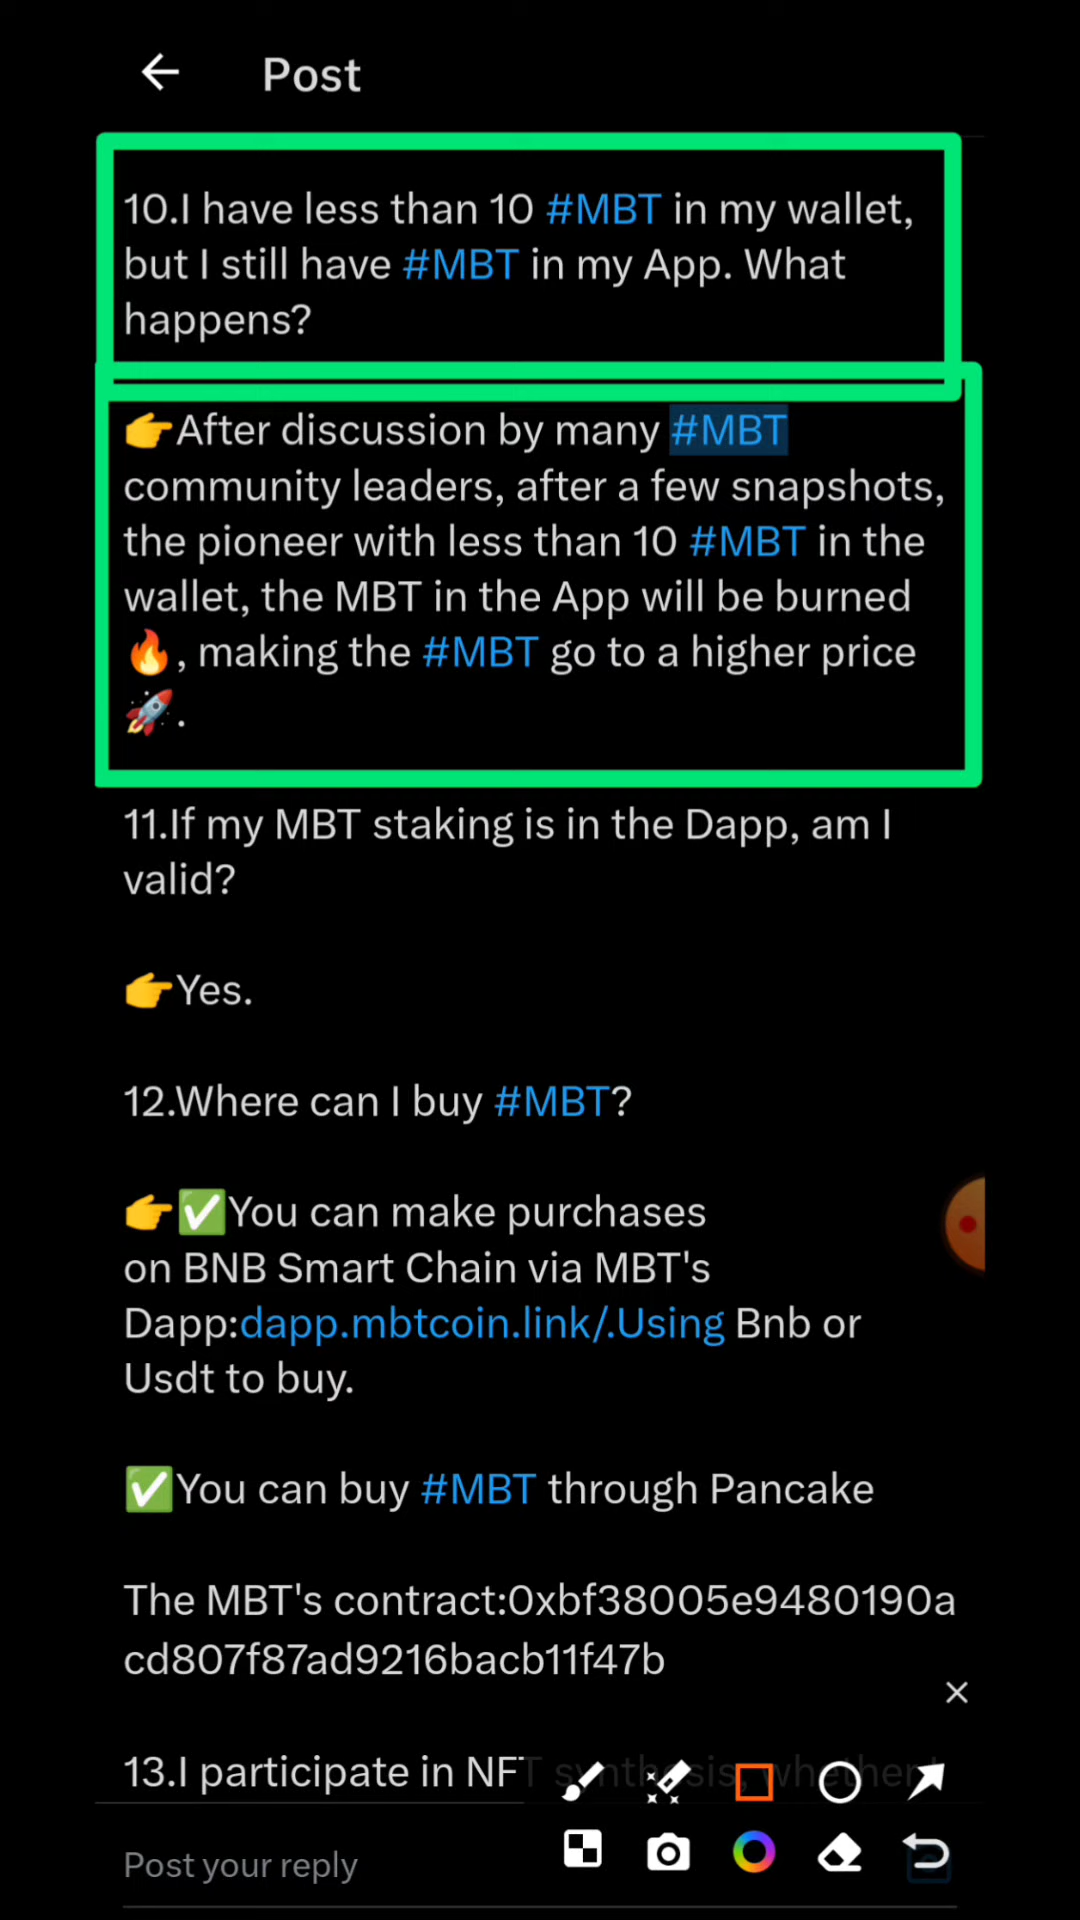 Post
10.I have less than 10 #MBT in my wallet,
but I still have #MBT in my App. What
happens?
👉After discussion by many #MBT
community leaders, after a few snapshots,
the pioneer with less than 10 #MBT in the
wallet, the MBT in the App will be burned
🔥, making the #MBT go to a higher price
🚀.
11.If my MBT staking is in the Dapp, am I
valid?
👉Yes.
12.Where can I buy #MBT?
👉✅You can make purchases
on BNB Smart Chain via MBT's
Dapp:dapp.mbtcoin.link/.Using Bnb or
Usdt to buy.
✅You can buy #MBT through Pancake
The MBT's contract:0xbf38005e9480190a
cd807f87ad9216bacb11f47b
13.I participate in NFT synthesis, whether
Post your reply